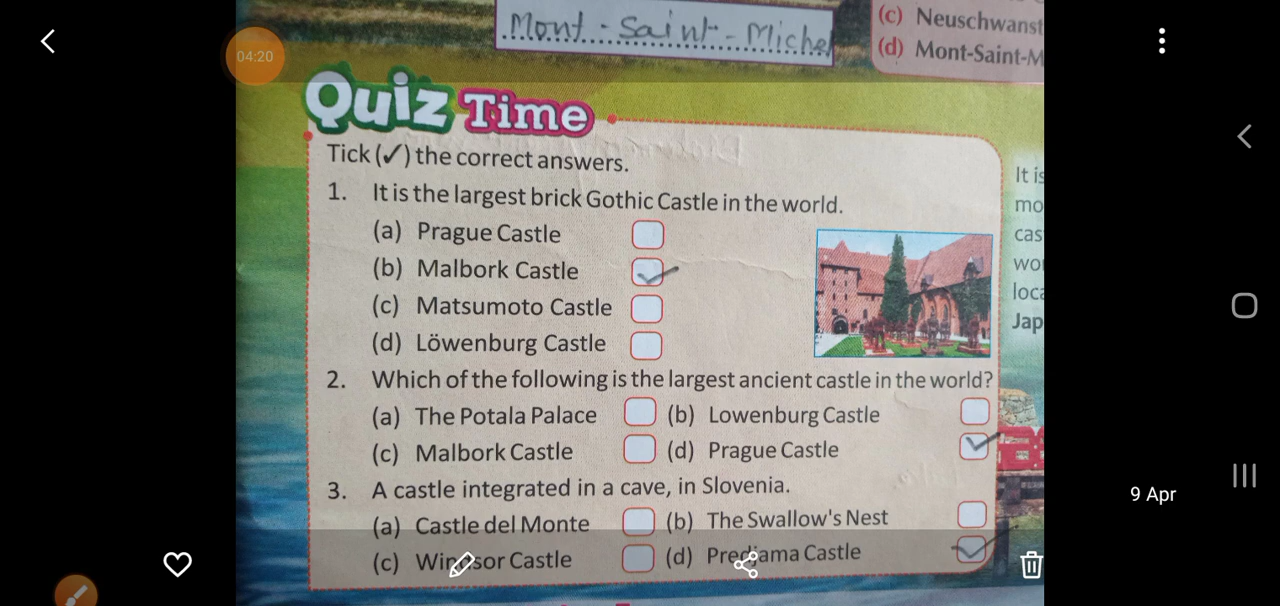 Mont-Saint-Michel
(c) Neuschwanst
(d) Mont-Saint-M
04:20
Quiz Time
Tick (✓) the correct answers.
1. It is the largest brick Gothic Castle in the world.
(a) Prague Castle
(b) Malbork Castle ✓
(c) Matsumoto Castle
(d) Löwenburg Castle
2. Which of the following is the largest ancient castle in the world?
(a) The Potala Palace (b) Lowenburg Castle
(c) Malbork Castle (d) Prague Castle ✓
3. A castle integrated in a cave, in Slovenia.
(a) Castle del Monte (b) The Swallow's Nest
(c) Windsor Castle (d) Predjama Castle ✓
It is
mo
cas
wo
loca
Jap
9 Apr